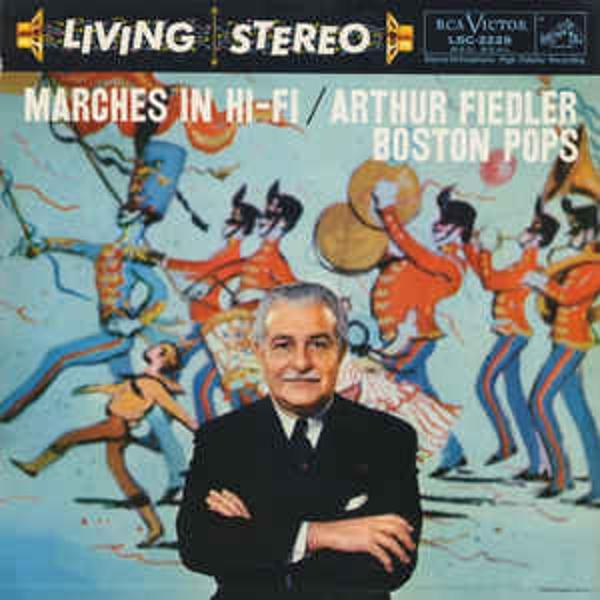 LIVING STEREO
RCA VICTOR
LSC-2229
MARCHES IN HI-FI / ARTHUR FIEDLER
BOSTON POPS